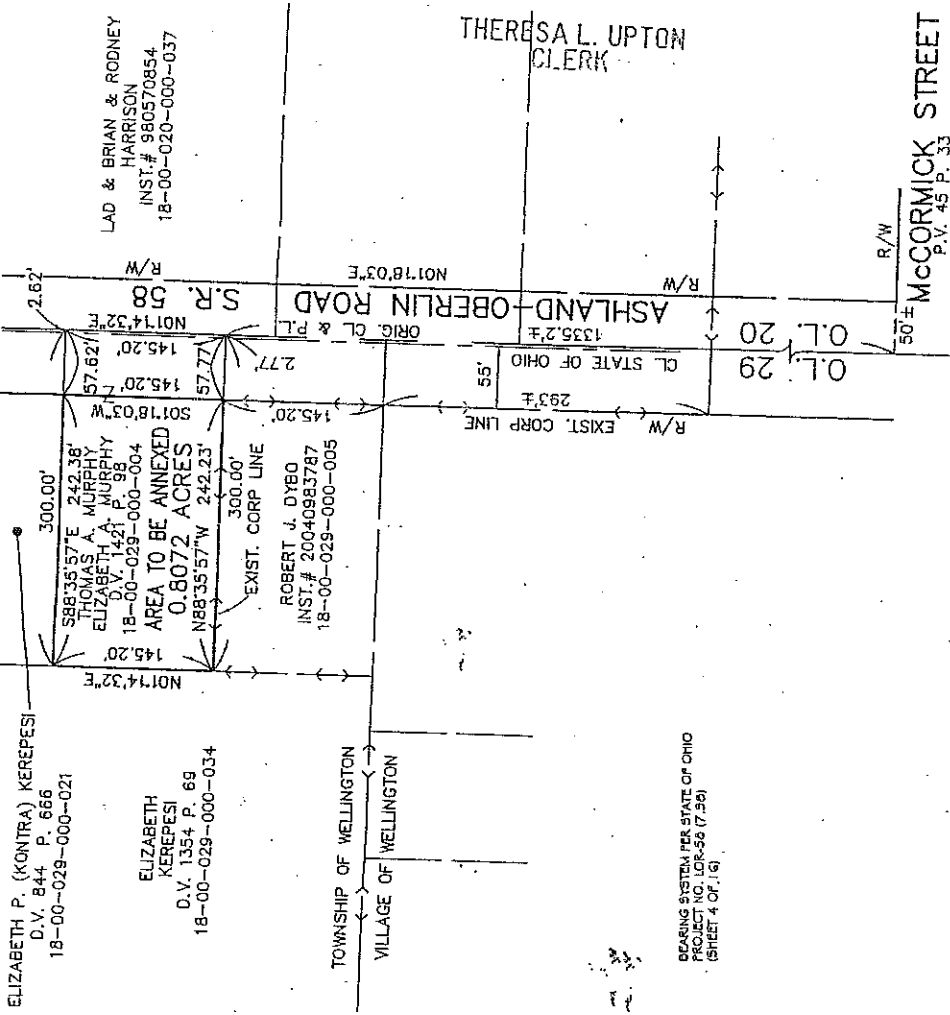 THERESA L. UPTON
CLERK
LAD & BRIAN & RODNEY
HARRISON
INST.# 980570854
18-00-020-000-037
McCORMICK STREET
P.V. 45 P. 33
R/W
50'±
R/W
N01°18'03"E
R/W
S.R. 58
ASHLAND-OBERLIN ROAD
2.62'
N01°14'32"E
145.20'
2.77'
ORIG. CL & P.L.
1335.2'±
CL STATE OF OHIO
O.L. 20
O.L. 29
57.62'
145.20'
57.77'
S01°18'03"W
145.20'
55'
293'±
EXIST. CORP LINE
R/W
300.00'
S88°35'57"E 242.38'
THOMAS A. MURPHY
ELIZABETH A. MURPHY
D.V. 1421 P. 98
18-00-029-000-004
AREA TO BE ANNEXED
0.8072 ACRES
N88°35'57"W 242.23'
300.00'
EXIST. CORP LINE
ROBERT J. DYBO
INST.# 20040983787
18-00-029-000-005
145.20'
N01°14'32"E
ELIZABETH P. (KONTRA) KEREPESI
D.V. 844 P. 666
18-00-029-000-021
ELIZABETH
KEREPESI
D.V. 1354 P. 69
18-00-029-000-034
TOWNSHIP OF WELLINGTON
VILLAGE OF WELLINGTON
BEARING SYSTEM PER STATE OF OHIO
PROJECT NO. LOR-58 (7.58)
(SHEET 4 OF 16)